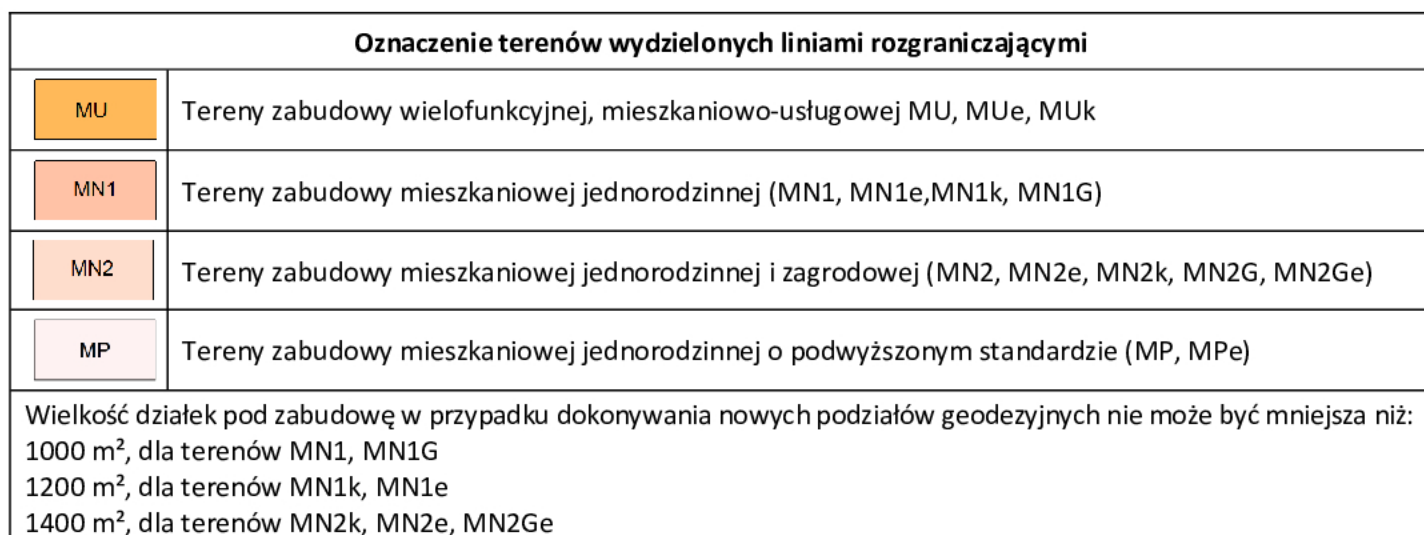 Oznaczenie terenów wydzielonych liniami rozgraniczającymi
MU Tereny zabudowy wielofunkcyjnej, mieszkaniowo-usługowej MU, MUe, MUk
MN1 Tereny zabudowy mieszkaniowej jednorodzinnej (MN1, MN1e,MN1k, MN1G)
MN2 Tereny zabudowy mieszkaniowej jednorodzinnej i zagrodowej (MN2, MN2e, MN2k, MN2G, MN2Ge)
MP Tereny zabudowy mieszkaniowej jednorodzinnej o podwyższonym standardzie (MP, MPe)
Wielkość działek pod zabudowę w przypadku dokonywania nowych podziałów geodezyjnych nie może być mniejsza niż:
1000 m², dla terenów MN1, MN1G
1200 m², dla terenów MN1k, MN1e
1400 m², dla terenów MN2k, MN2e, MN2Ge